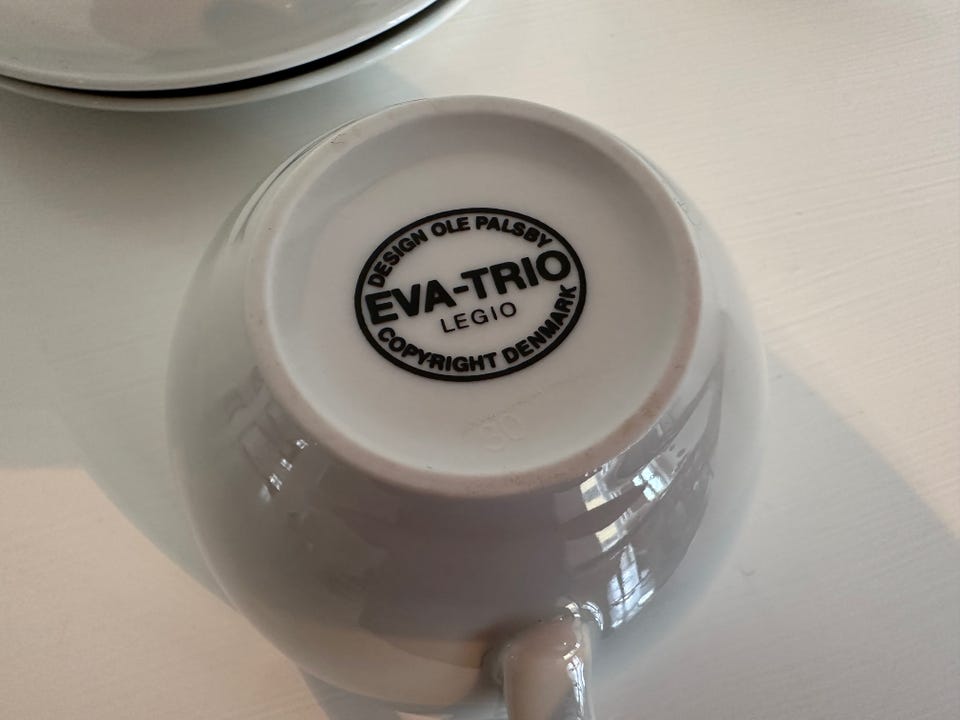 DESIGN OLE PALSBY
EVA-TRIO
LEGIO
COPYRIGHT DENMARK